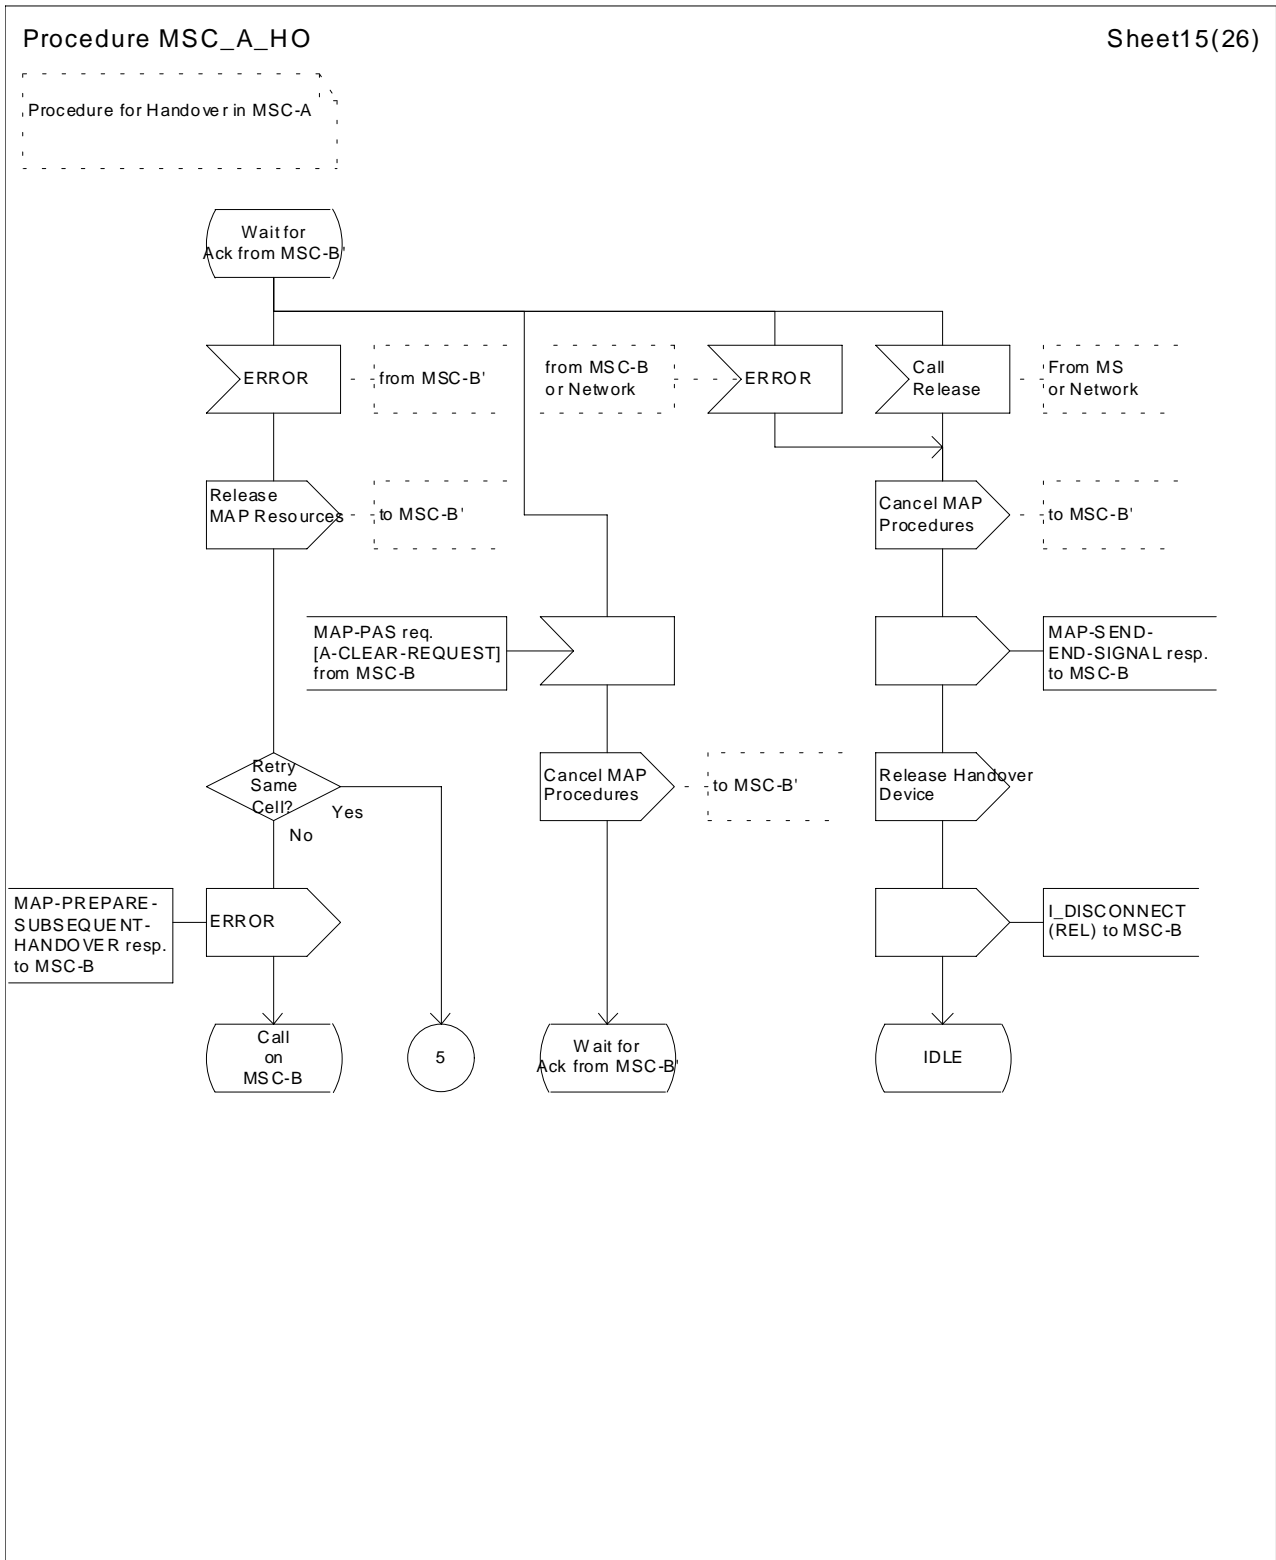 Procedure MSC_A_HO
Sheet15(26)
Procedure for Handover in MSC-A
Wait for
Ack from MSC-B'
ERROR
from MSC-B'
from MSC-B
or Network
ERROR
Call
Release
From MS
or Network
Release
MAP Resources
to MSC-B'
Cancel MAP
Procedures
to MSC-B'
MAP-PAS req.
[A-CLEAR-REQUEST]
from MSC-B
MAP-SEND-
END-SIGNAL resp.
to MSC-B
Retry
Same
Cell?
Yes
No
Cancel MAP
Procedures
to MSC-B'
Release Handover
Device
MAP-PREPARE-
SUBSEQUENT-
HANDOVER resp.
to MSC-B
ERROR
I_DISCONNECT
(REL) to MSC-B
Call
on
MSC-B
5
Wait for
Ack from MSC-B'
IDLE